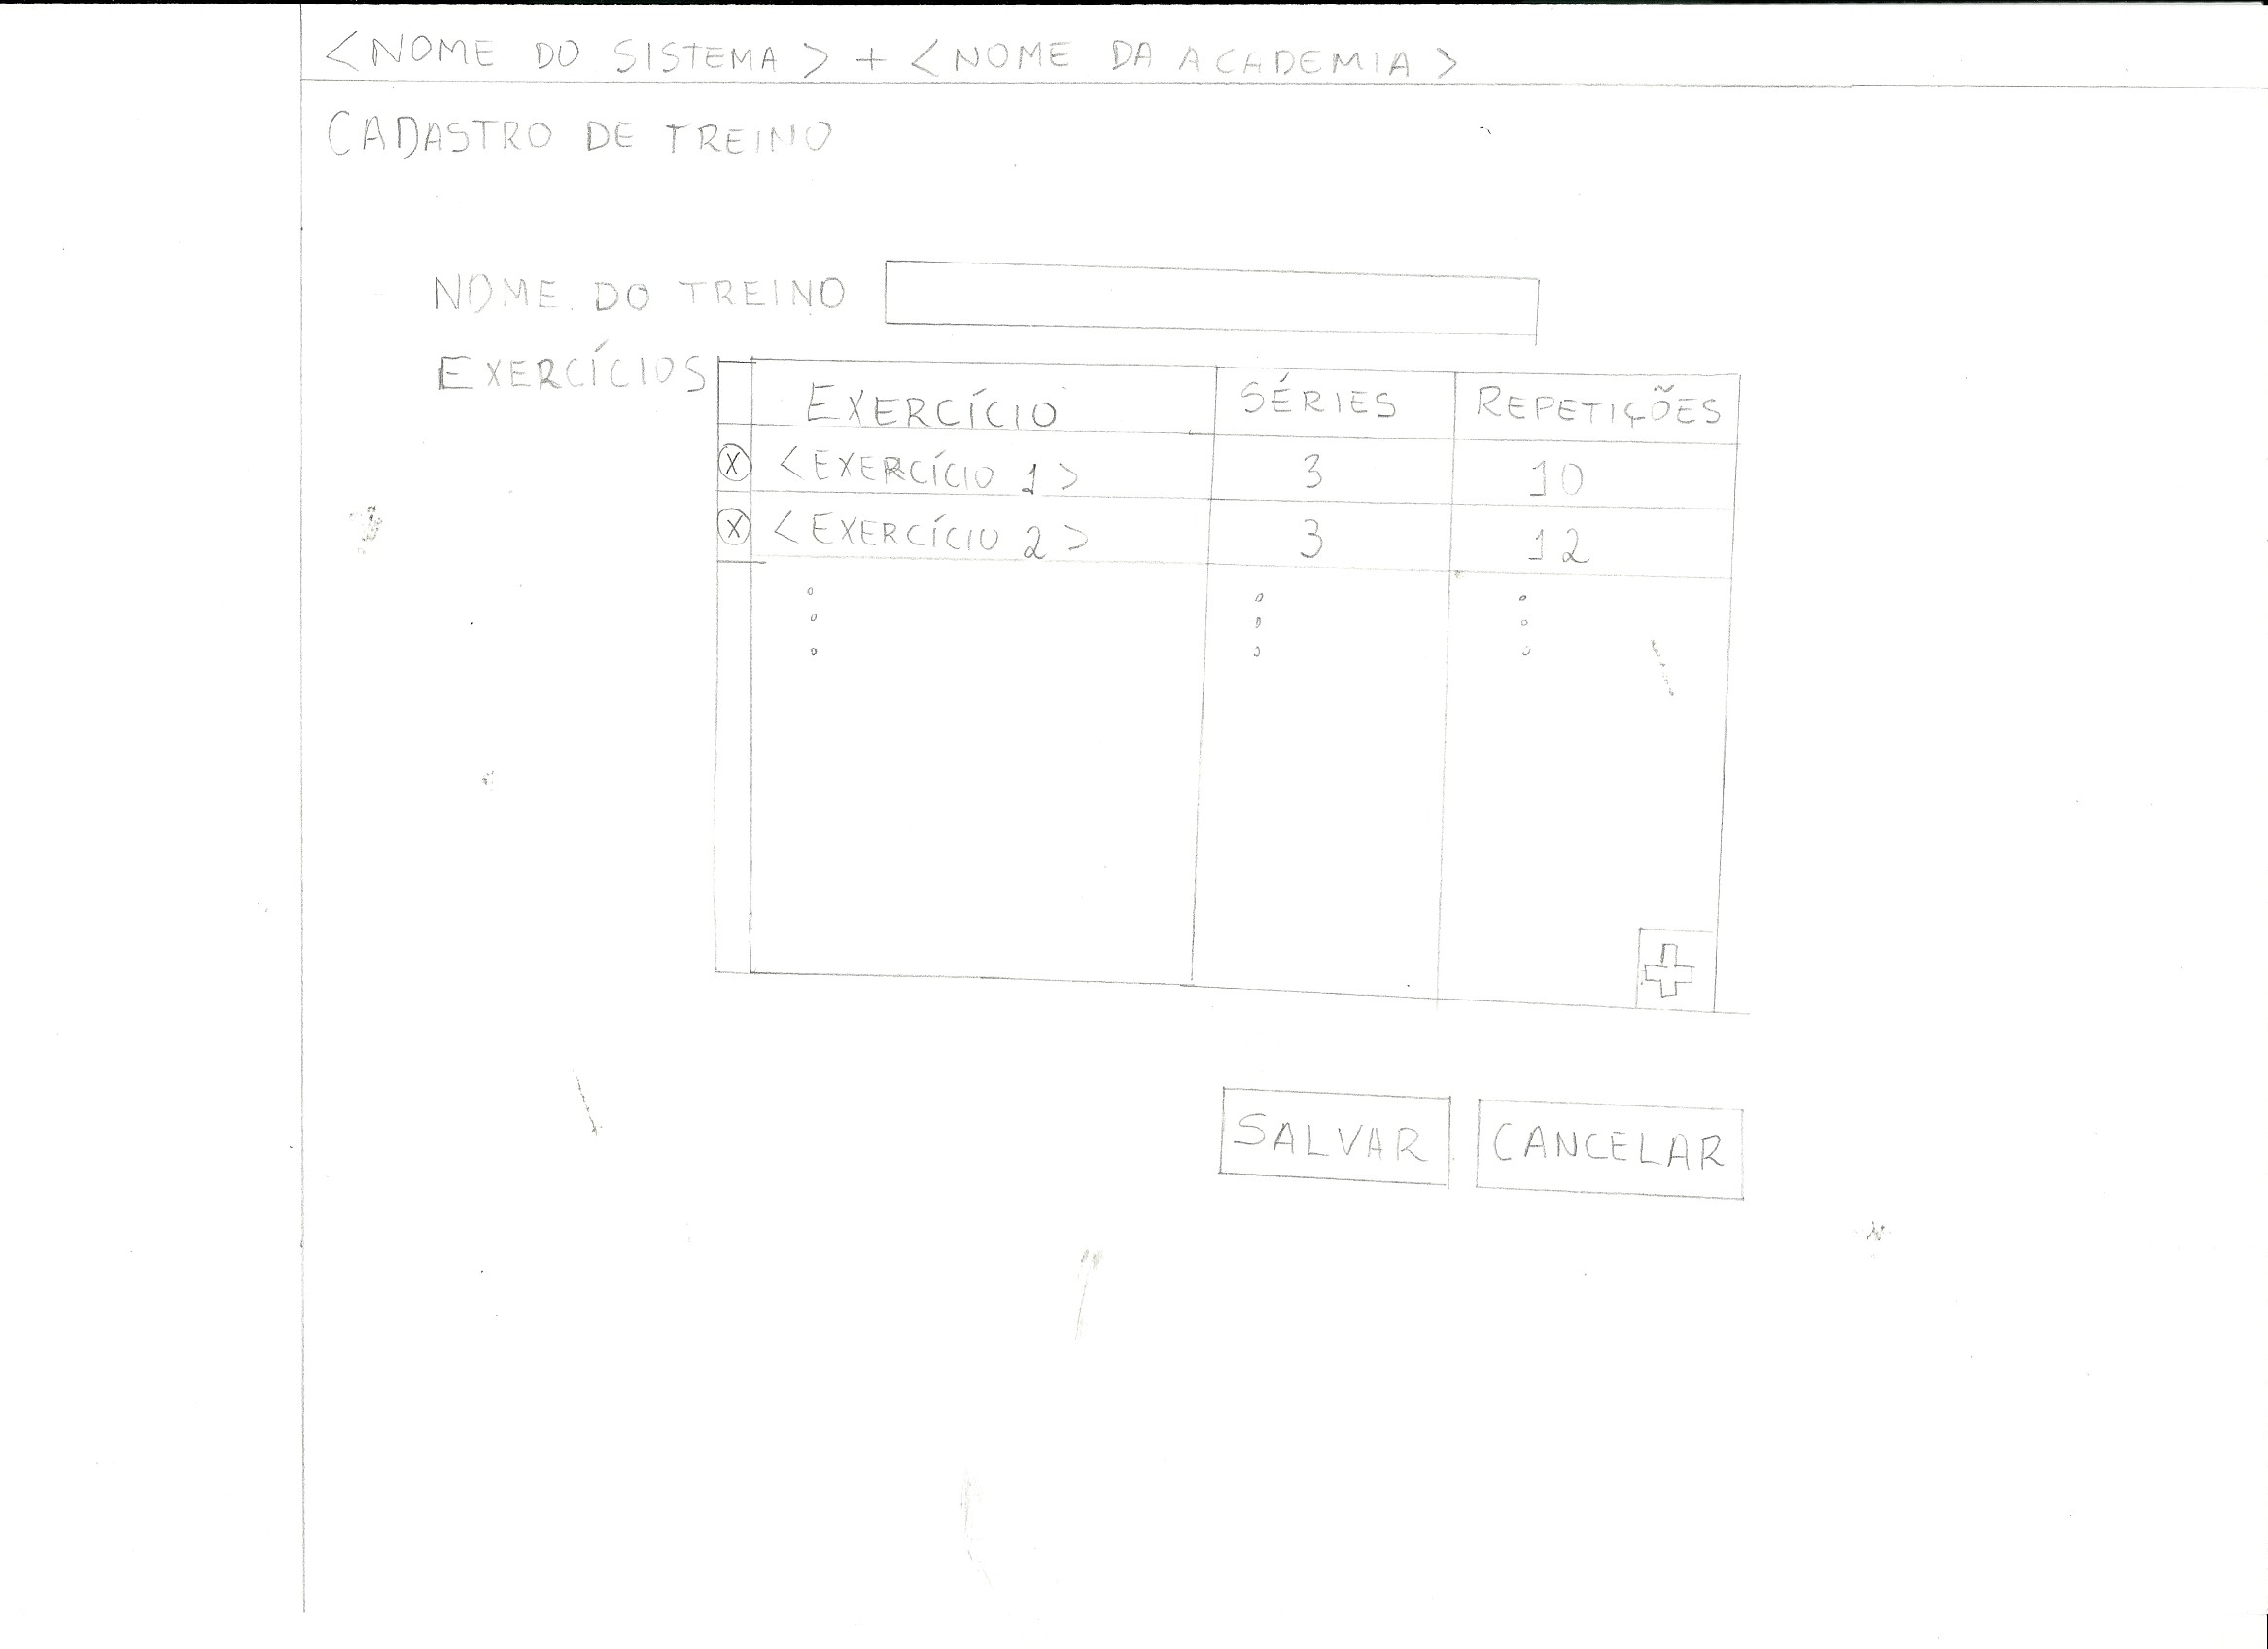 <NOME DO SISTEMA> + <NOME DA ACADEMIA>
CADASTRO DE TREINO
NOME DO TREINO
EXERCÍCIOS
EXERCÍCIO SÉRIES REPETIÇÕES
X <EXERCÍCIO 1> 3 10
X <EXERCÍCIO 2> 3 12
SALVAR CANCELAR